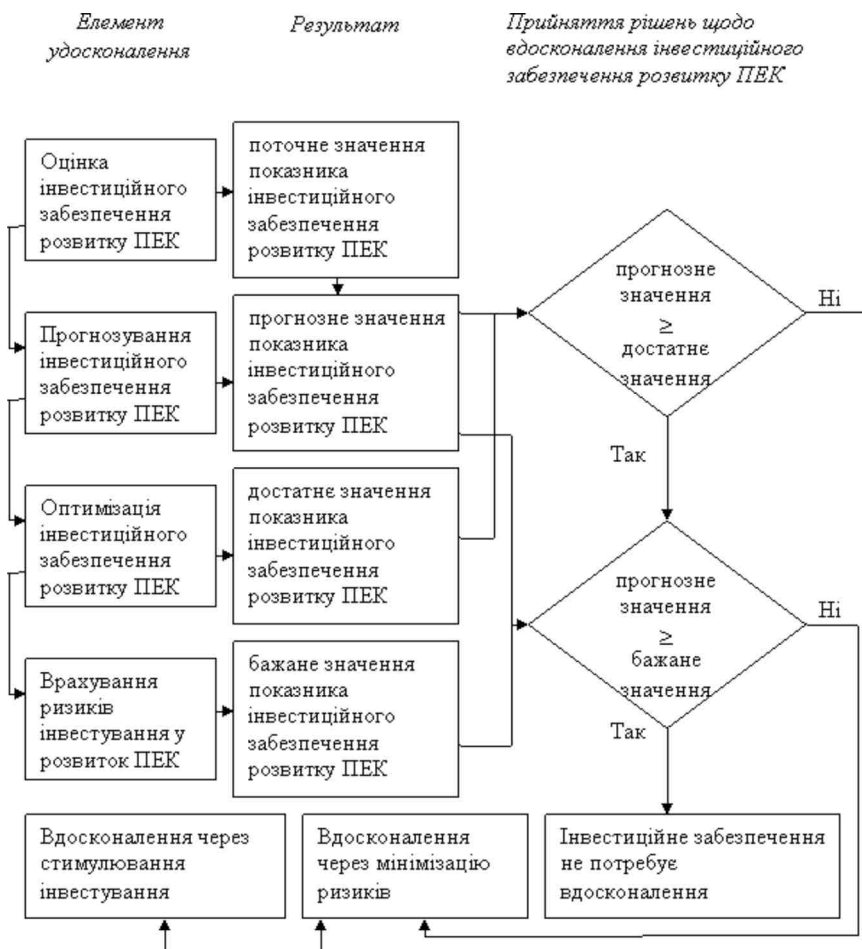 Елемент
удосконалення
Результат
Прийняття рішень щодо
вдосконалення інвестиційного
забезпечення розвитку ПЕК
Оцінка
інвестиційного
забезпечення
розвитку ПЕК
поточне значення
показника
інвестиційного
забезпечення
розвитку ПЕК
прогнозне
значення
≥
достатнє
значення
Ні
Прогнозування
інвестиційного
забезпечення
розвитку ПЕК
прогнозне значення
показника
інвестиційного
забезпечення
розвитку ПЕК
Так
Оптимізація
інвестиційного
забезпечення
розвитку ПЕК
достатнє значення
показника
інвестиційного
забезпечення
розвитку ПЕК
прогнозне
значення
≥
бажане
значення
Ні
Врахування
ризиків
інвестування у
розвиток ПЕК
бажане значення
показника
інвестиційного
забезпечення
розвитку ПЕК
Так
Вдосконалення через
стимулювання
інвестування
Вдосконалення
через мінімізацію
ризиків
Інвестиційне забезпечення
не потребує
вдосконалення